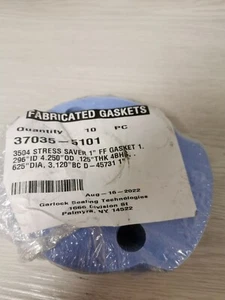 FABRICATED GASKETS
Quantity 10 PC
37035-5101
3504 STRESS SAVER 1" FF GASKET 1.
296"ID 4.250"OD .125"THK 4BHS .
625"DIA, 3.120"BC D-45731 1"
Aug-16-2022
Garlock Sealing Technologies
1666 Division St
Palmyra, NY 14522